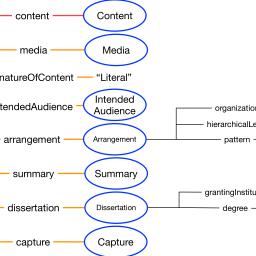 content Content
media Media
natureOfContent "Literal"
tendedAudience Intended
Audience
organization
hierarchicalLe
arrangement Arrangement pattern
summary Summary
grantingInstitu
dissertation Dissertation degree
capture Capture